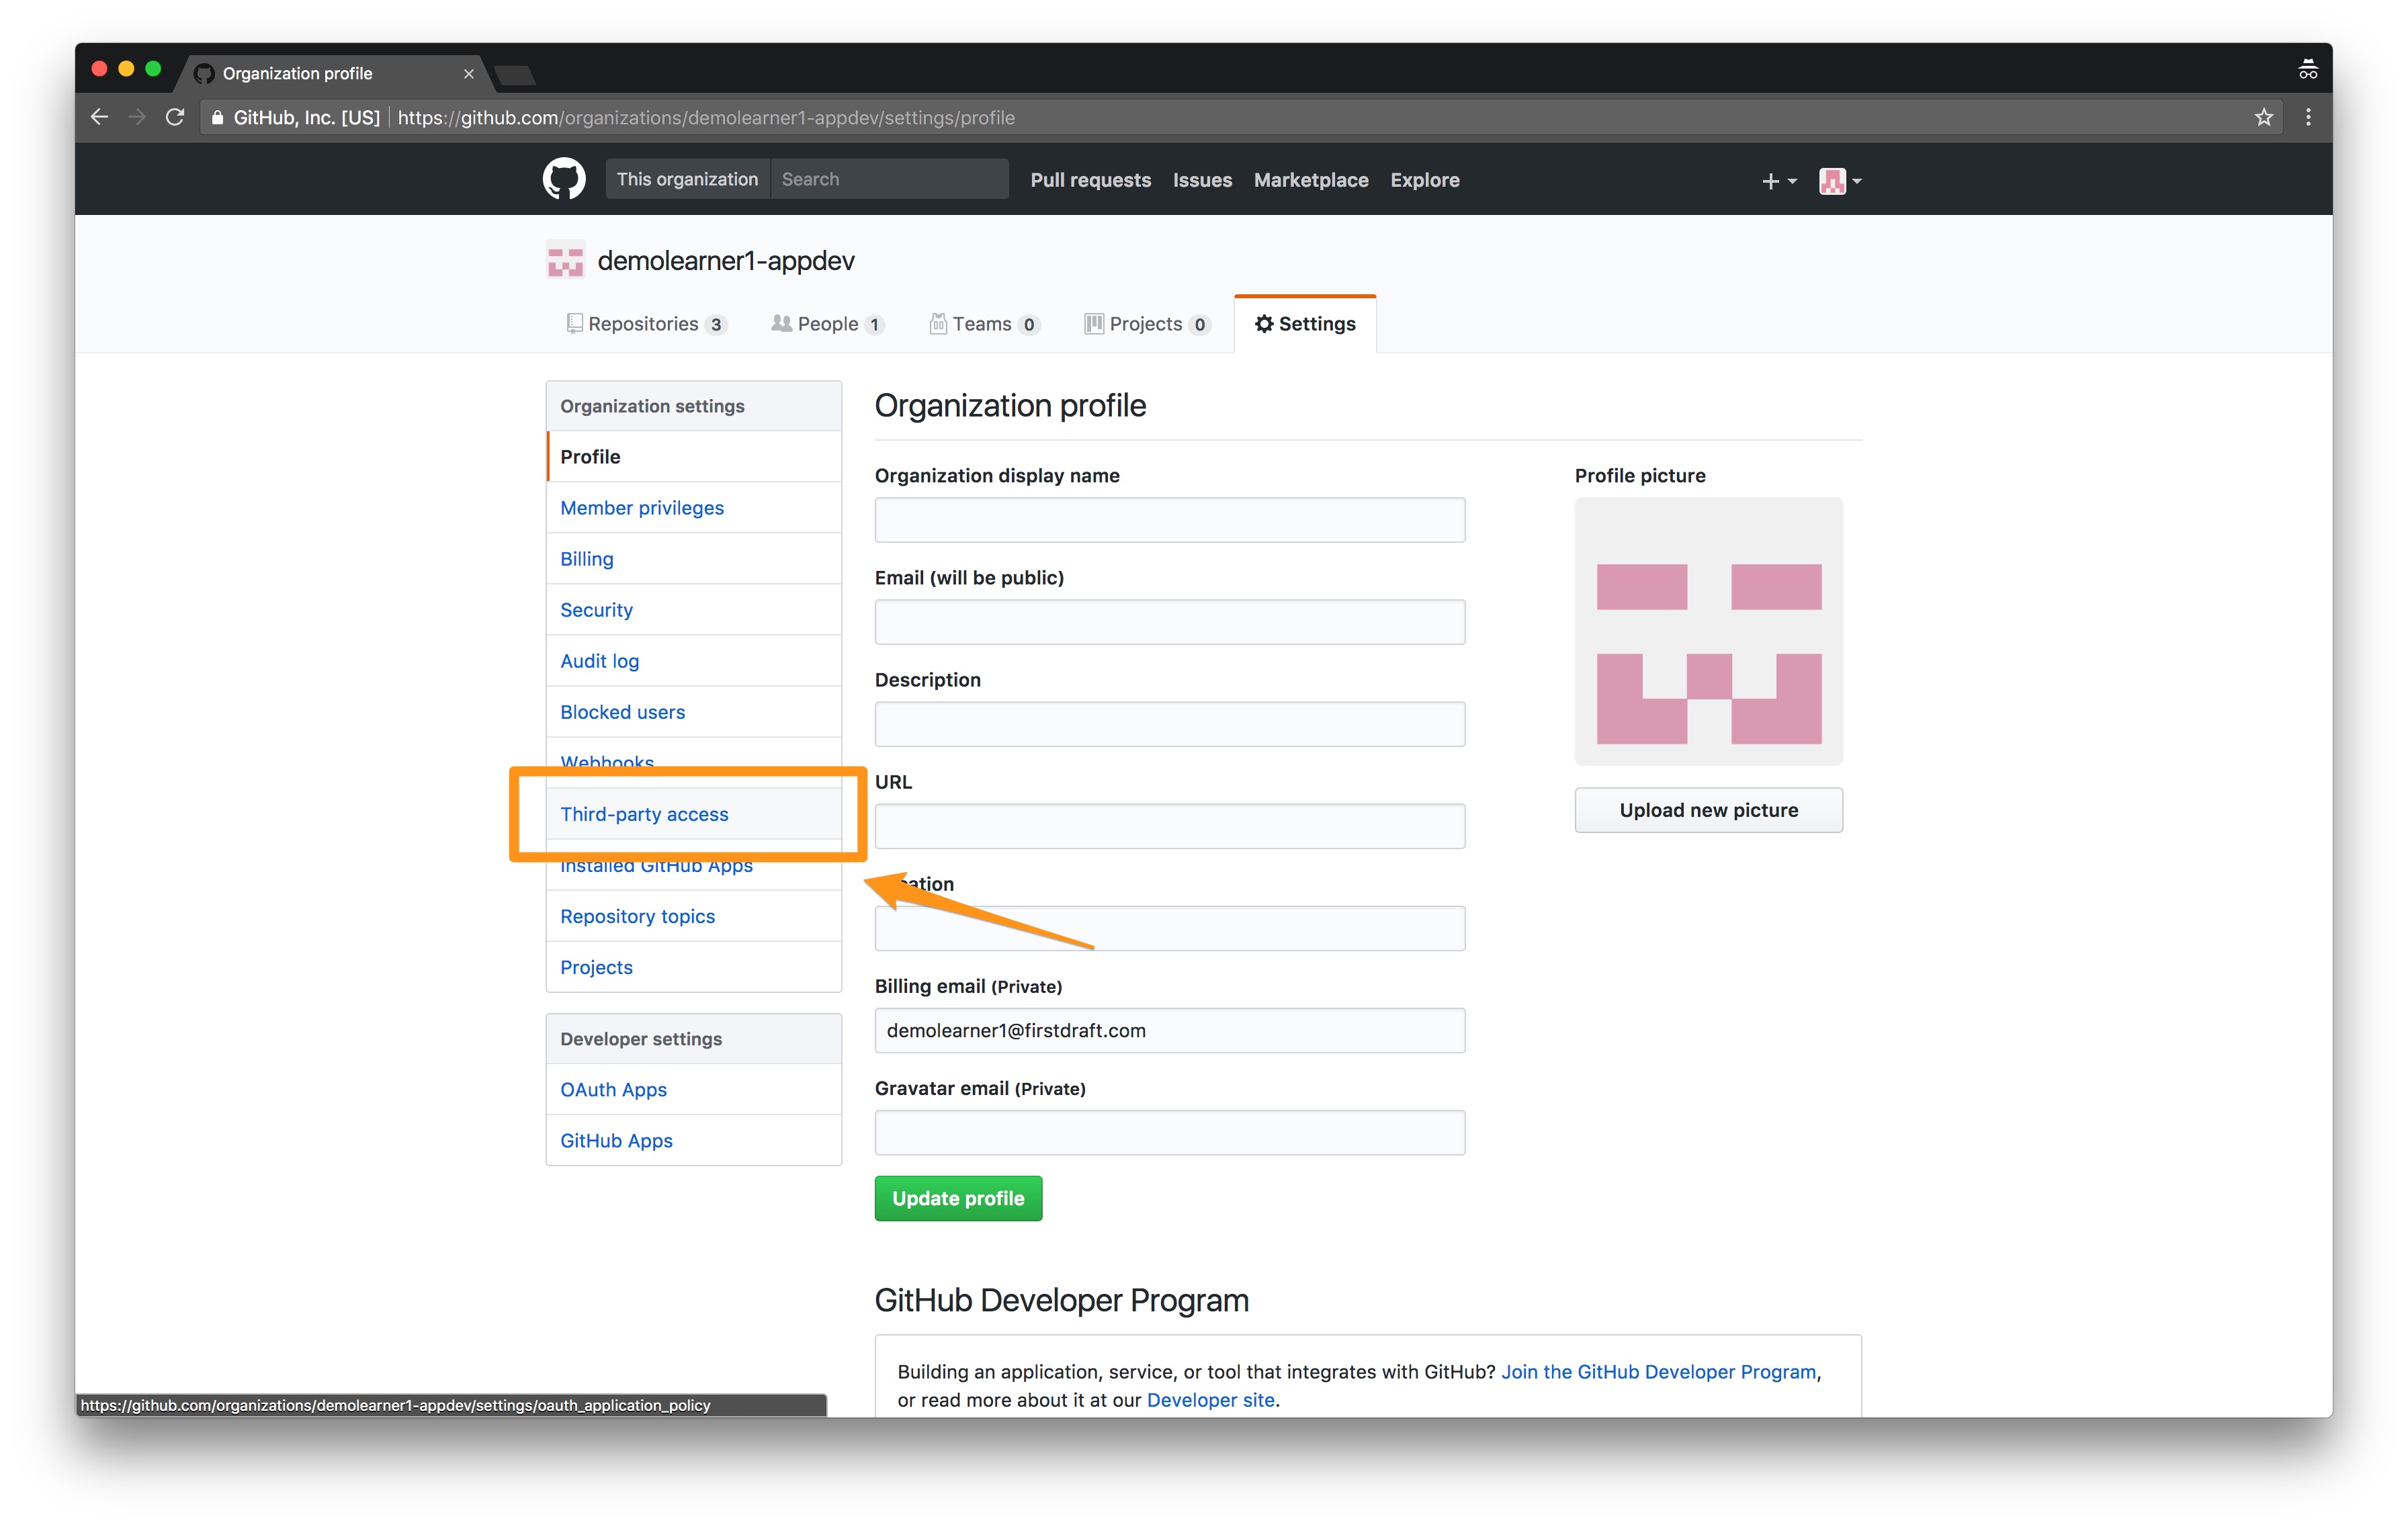 Organization profile
GitHub, Inc. [US] https://github.com/organizations/demolearner1-appdev/settings/profile
This organization Search Pull requests Issues Marketplace Explore
demolearner1-appdev
Repositories 3 People 1 Teams 0 Projects 0 Settings
Organization settings
Profile
Member privileges
Billing
Security
Audit log
Blocked users
Webhooks
Third-party access
Installed GitHub Apps
Repository topics
Projects
Developer settings
OAuth Apps
GitHub Apps
Organization profile
Organization display name
Email (will be public)
Description
URL
Billing email (Private)
demolearner1@firstdraft.com
Gravatar email (Private)
Update profile
Profile picture
Upload new picture
GitHub Developer Program
Building an application, service, or tool that integrates with GitHub? Join the GitHub Developer Program,
or read more about it at our Developer site.
https://github.com/organizations/demolearner1-appdev/settings/oauth_application_policy